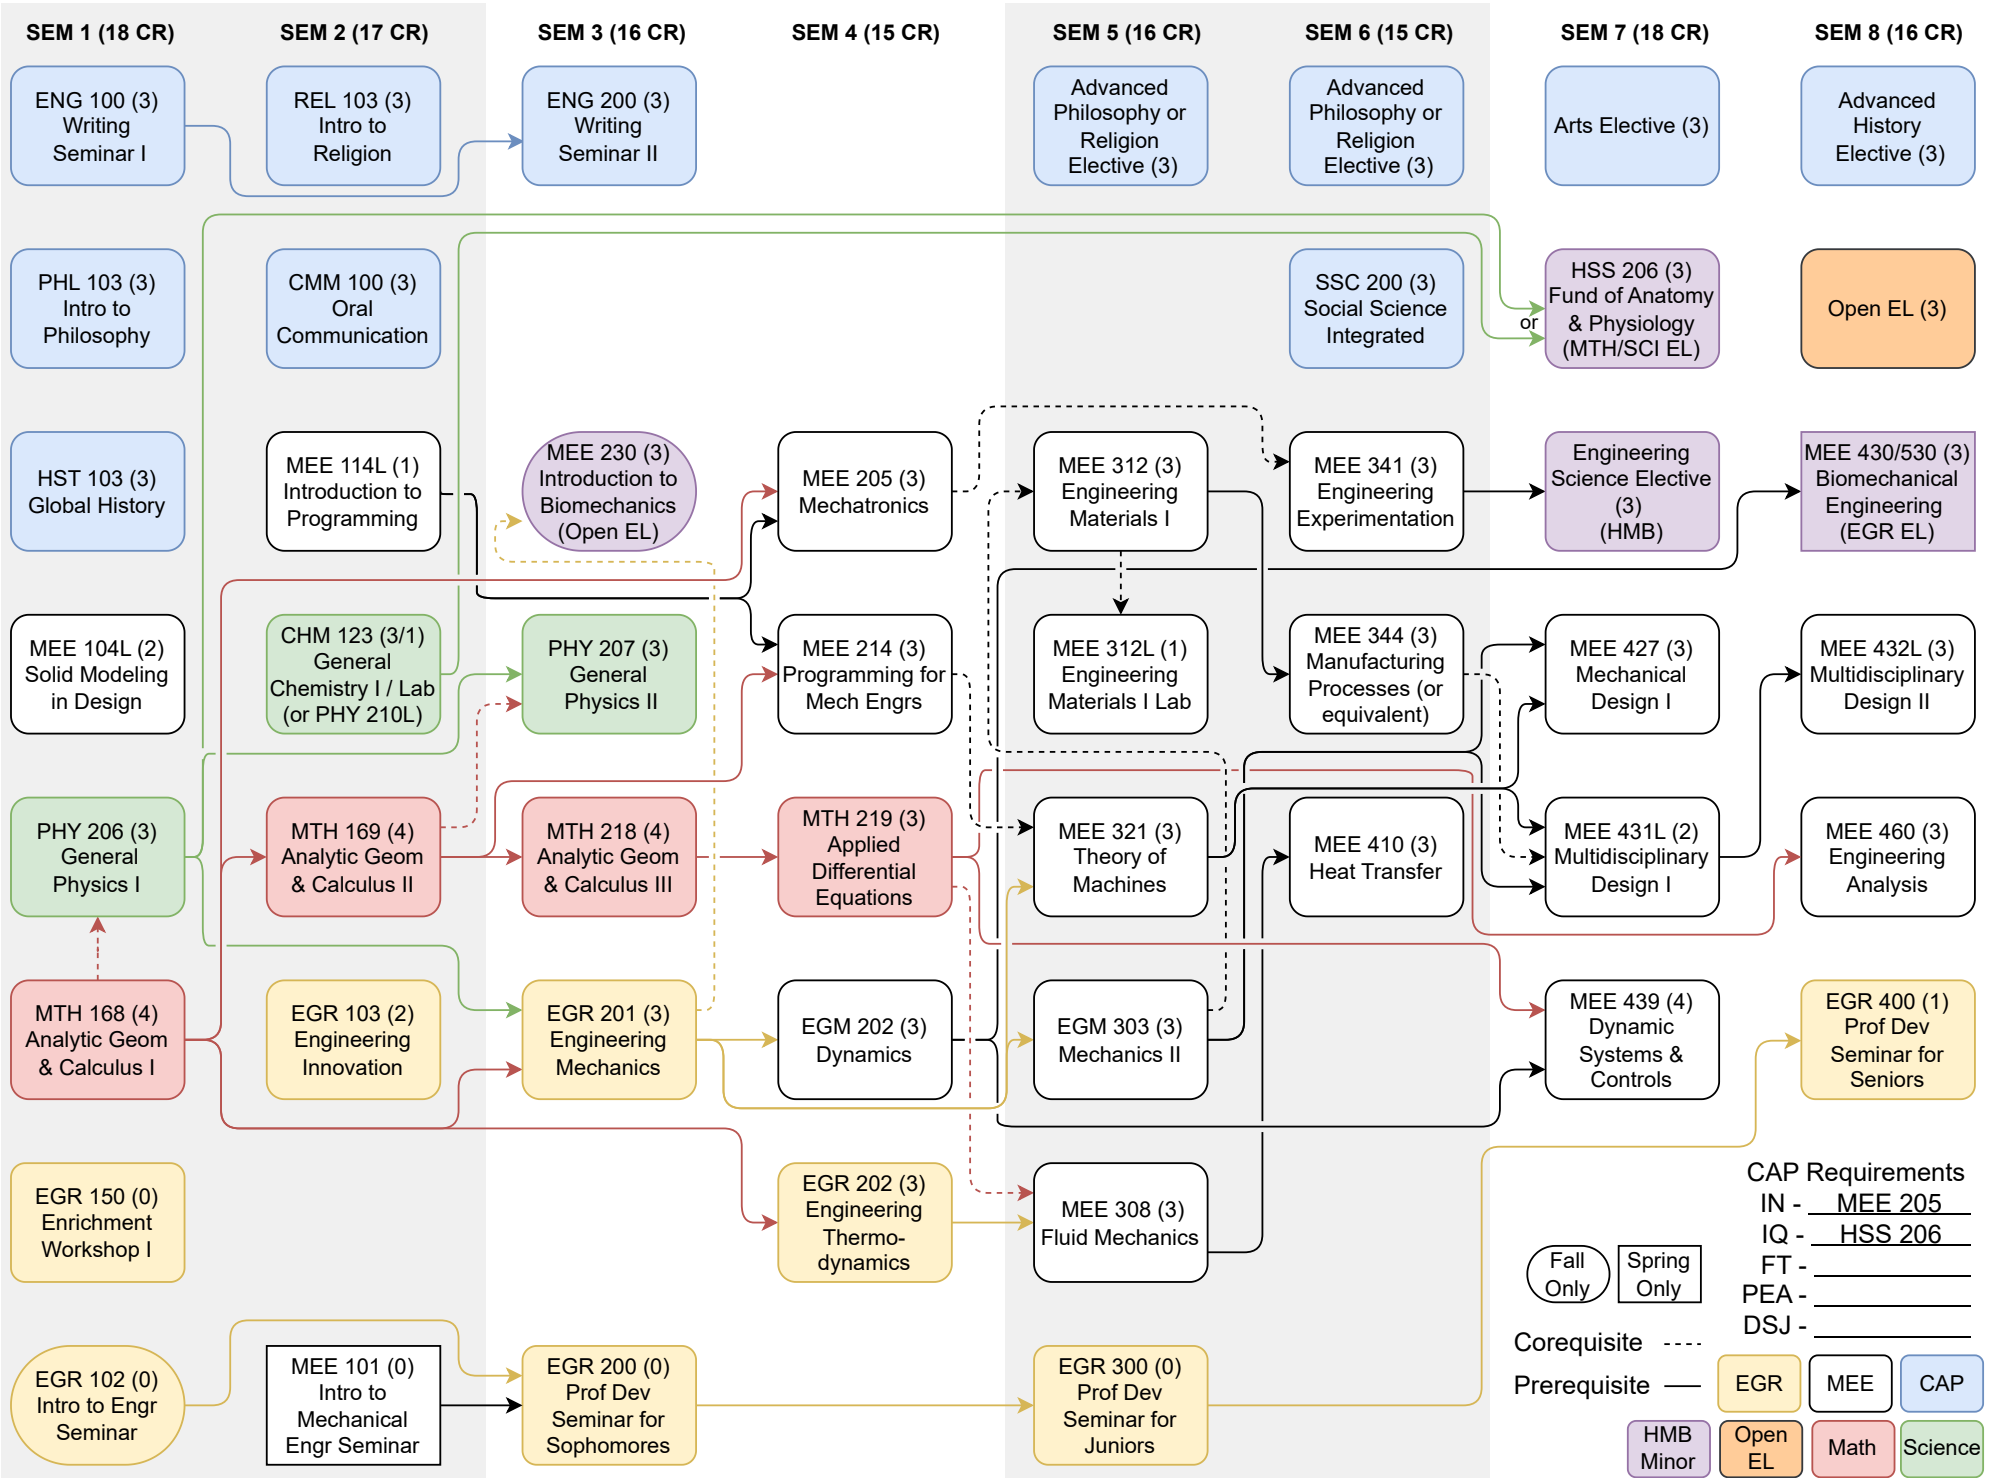 SEM 1 (18 CR)
SEM 2 (17 CR)
SEM 3 (16 CR)
SEM 4 (15 CR)
SEM 5 (16 CR)
SEM 6 (15 CR)
SEM 7 (18 CR)
SEM 8 (16 CR)
ENG 100 (3)
Writing
Seminar I
REL 103 (3)
Intro to
Religion
ENG 200 (3)
Writing
Seminar II
Advanced
Philosophy or
Religion
Elective (3)
Advanced
Philosophy or
Religion
Elective (3)
Arts Elective (3)
Advanced
History
Elective (3)
PHL 103 (3)
Intro to
Philosophy
CMM 100 (3)
Oral
Communication
SSC 200 (3)
Social Science
Integrated
or
HSS 206 (3)
Fund of Anatomy
& Physiology
(MTH/SCI EL)
Open EL (3)
HST 103 (3)
Global History
MEE 114L (1)
Introduction to
Programming
MEE 230 (3)
Introduction to
Biomechanics
(Open EL)
MEE 205 (3)
Mechatronics
MEE 312 (3)
Engineering
Materials I
MEE 341 (3)
Engineering
Experimentation
Engineering
Science Elective
(3)
(HMB)
MEE 430/530 (3)
Biomechanical
Engineering
(EGR EL)
MEE 104L (2)
Solid Modeling
in Design
CHM 123 (3/1)
General
Chemistry I / Lab
(or PHY 210L)
PHY 207 (3)
General
Physics II
MEE 214 (3)
Programming for
Mech Engrs
MEE 312L (1)
Engineering
Materials I Lab
MEE 344 (3)
Manufacturing
Processes (or
equivalent)
MEE 427 (3)
Mechanical
Design I
MEE 432L (3)
Multidisciplinary
Design II
PHY 206 (3)
General
Physics I
MTH 169 (4)
Analytic Geom
& Calculus II
MTH 218 (4)
Analytic Geom
& Calculus III
MTH 219 (3)
Applied
Differential
Equations
MEE 321 (3)
Theory of
Machines
MEE 410 (3)
Heat Transfer
MEE 431L (2)
Multidisciplinary
Design I
MEE 460 (3)
Engineering
Analysis
MTH 168 (4)
Analytic Geom
& Calculus I
EGR 103 (2)
Engineering
Innovation
EGR 201 (3)
Engineering
Mechanics
EGM 202 (3)
Dynamics
EGM 303 (3)
Mechanics II
MEE 439 (4)
Dynamic
Systems &
Controls
EGR 400 (1)
Prof Dev
Seminar for
Seniors
EGR 150 (0)
Enrichment
Workshop I
EGR 202 (3)
Engineering
Thermo-
dynamics
MEE 308 (3)
Fluid Mechanics
EGR 102 (0)
Intro to Engr
Seminar
MEE 101 (0)
Intro to
Mechanical
Engr Seminar
EGR 200 (0)
Prof Dev
Seminar for
Sophomores
EGR 300 (0)
Prof Dev
Seminar for
Juniors
CAP Requirements
IN - MEE 205
IQ - HSS 206
FT -
PEA -
DSJ -
Fall
Only
Spring
Only
Corequisite
Prerequisite
EGR
MEE
CAP
HMB
Minor
Open
EL
Math
Science